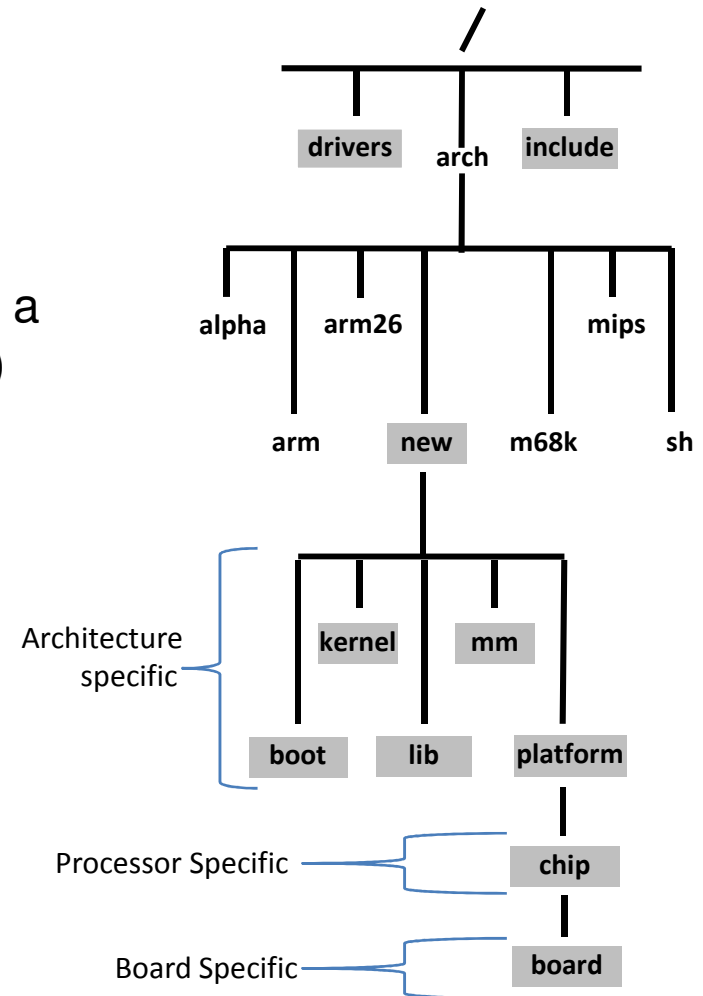 /
drivers arch include
a
)
alpha arm26 mips
arm new m68k sh
Architecture
specific
kernel mm
boot lib platform
Processor Specific
chip
Board Specific
board